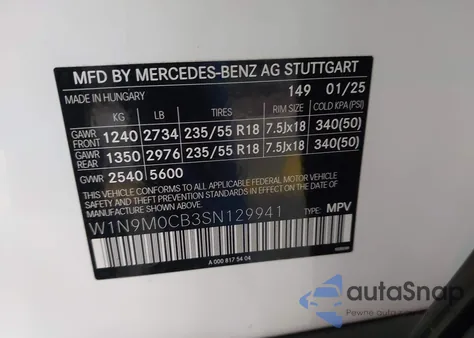 MFD BY MERCEDES-BENZ AG STUTTGART
MADE IN HUNGARY 149 01/25
KG LB TIRES RIM SIZE COLD KPA(PSI)
GAWR FRONT 1240 2734 235/55 R18 7.5Jx18 340(50)
GAWR REAR 1350 2976 235/55 R18 7.5Jx18 340(50)
GVWR 2540 5600
THIS VEHICLE CONFORMS TO ALL APPLICABLE FEDERAL MOTOR VEHICLE
SAFETY AND THEFT PREVENTION STANDARDS IN EFFECT ON THE DATE OF
MANUFACTURE SHOWN ABOVE.
W1N9M0CB3SN129941 TYPE: MPV
A 000 817 54 04
autoSnap
Pewne auto